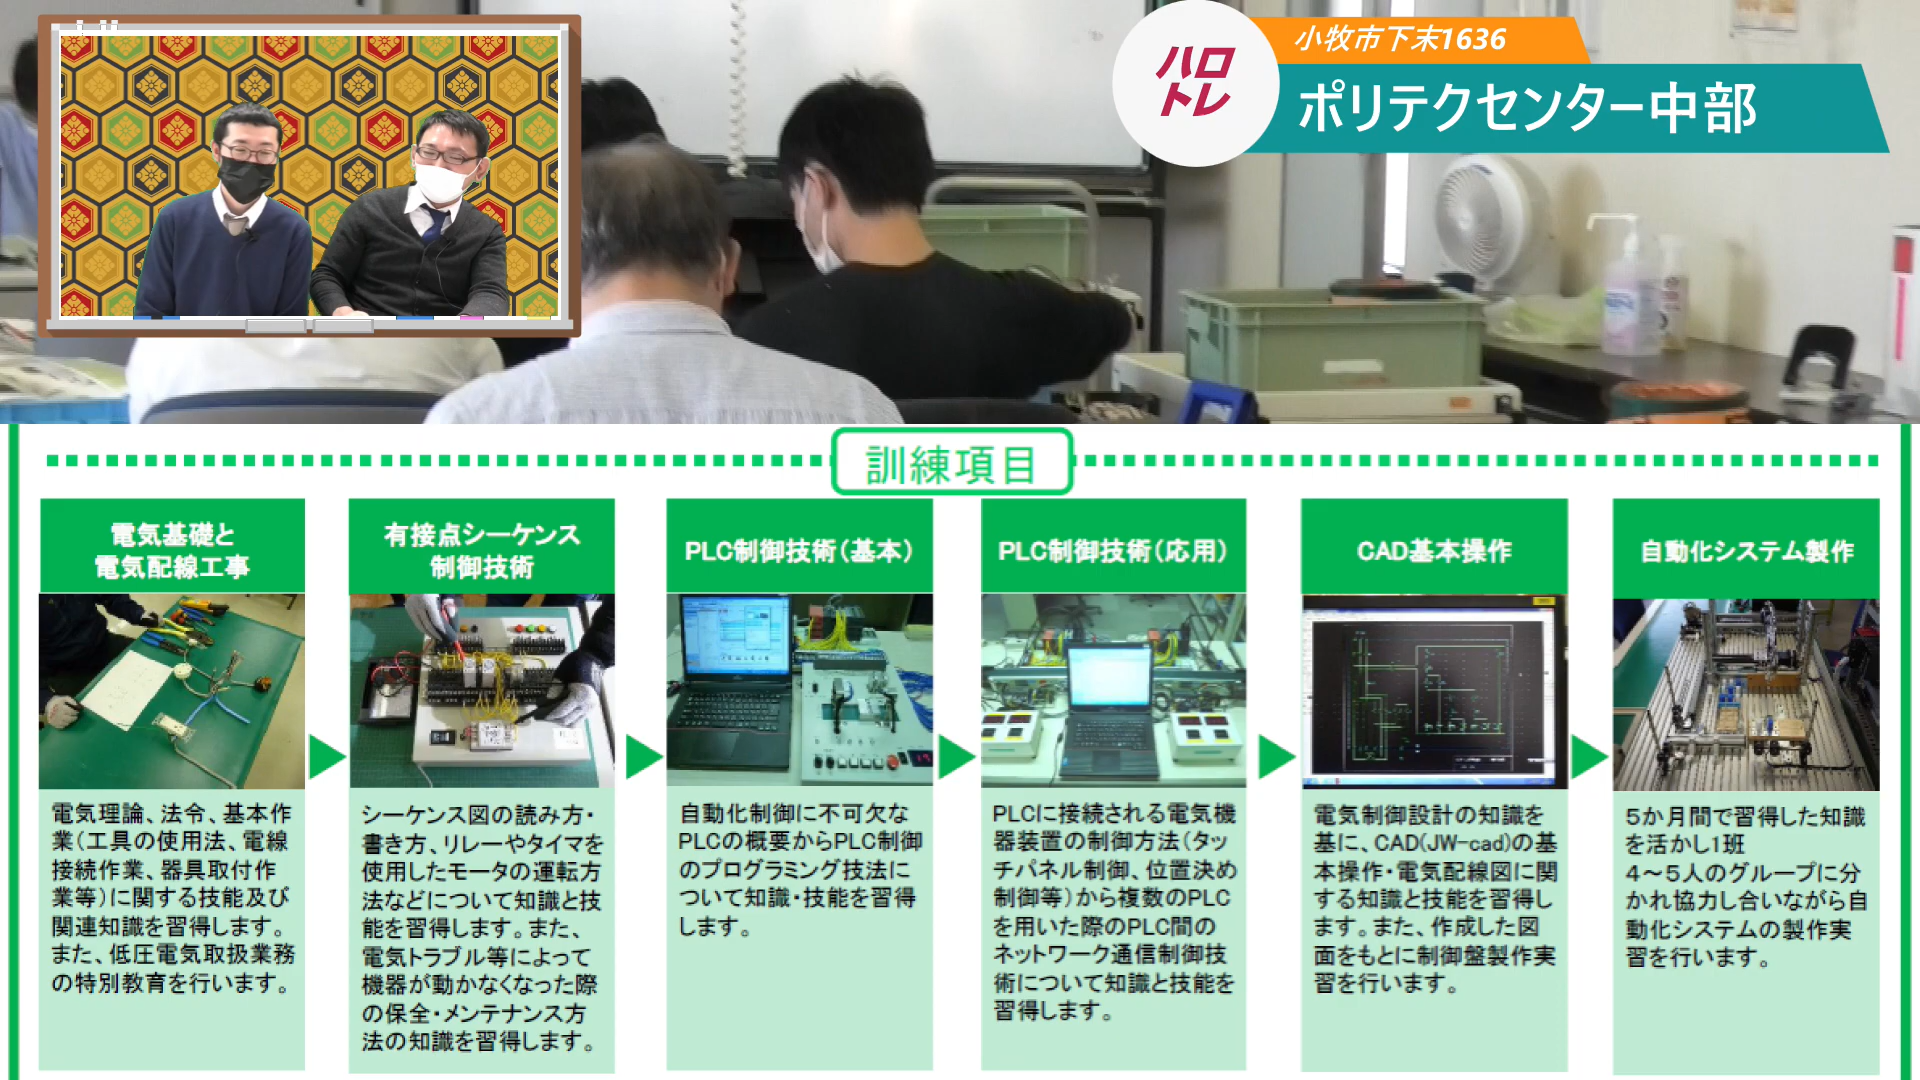 小牧市下末1636
ハロ
トレ
ポリテクセンター中部
訓練項目
電気基礎と
電気配線工事
電気理論、法令、基本作
業(工具の使用法、電線
接続作業、器具取付作
業等)に関する技能及び
関連知識を習得します。
また、低圧電気取扱業務
の特別教育を行います。
有接点シーケンス
制御技術
シーケンス図の読み方・
書き方、リレーやタイマを
使用したモータの運転方
法などについて知識と技
能を習得します。また、
電気トラブル等によって
機器が動かなくなった際
の保全・メンテナンス方
法の知識を習得します。
PLC制御技術(基本)
自動化制御に不可欠な
PLCの概要からPLC制御
のプログラミング技法に
ついて知識・技能を習得
します。
PLC制御技術(応用)
PLCに接続される電気機
器装置の制御方法(タッ
チパネル制御、位置決め
制御等)から複数のPLC
を用いた際のPLC間の
ネットワーク通信制御技
術について知識と技能を
習得します。
CAD基本操作
電気制御設計の知識を
基に、CAD(JW-cad)の基
本操作・電気配線図に関
する知識と技能を習得し
ます。また、作成した図
面をもとに制御盤製作実
習を行います。
自動化システム製作
5か月間で習得した知識
を活かし1班
4～5人のグループに分
かれ協力し合いながら自
動化システムの製作実
習を行います。